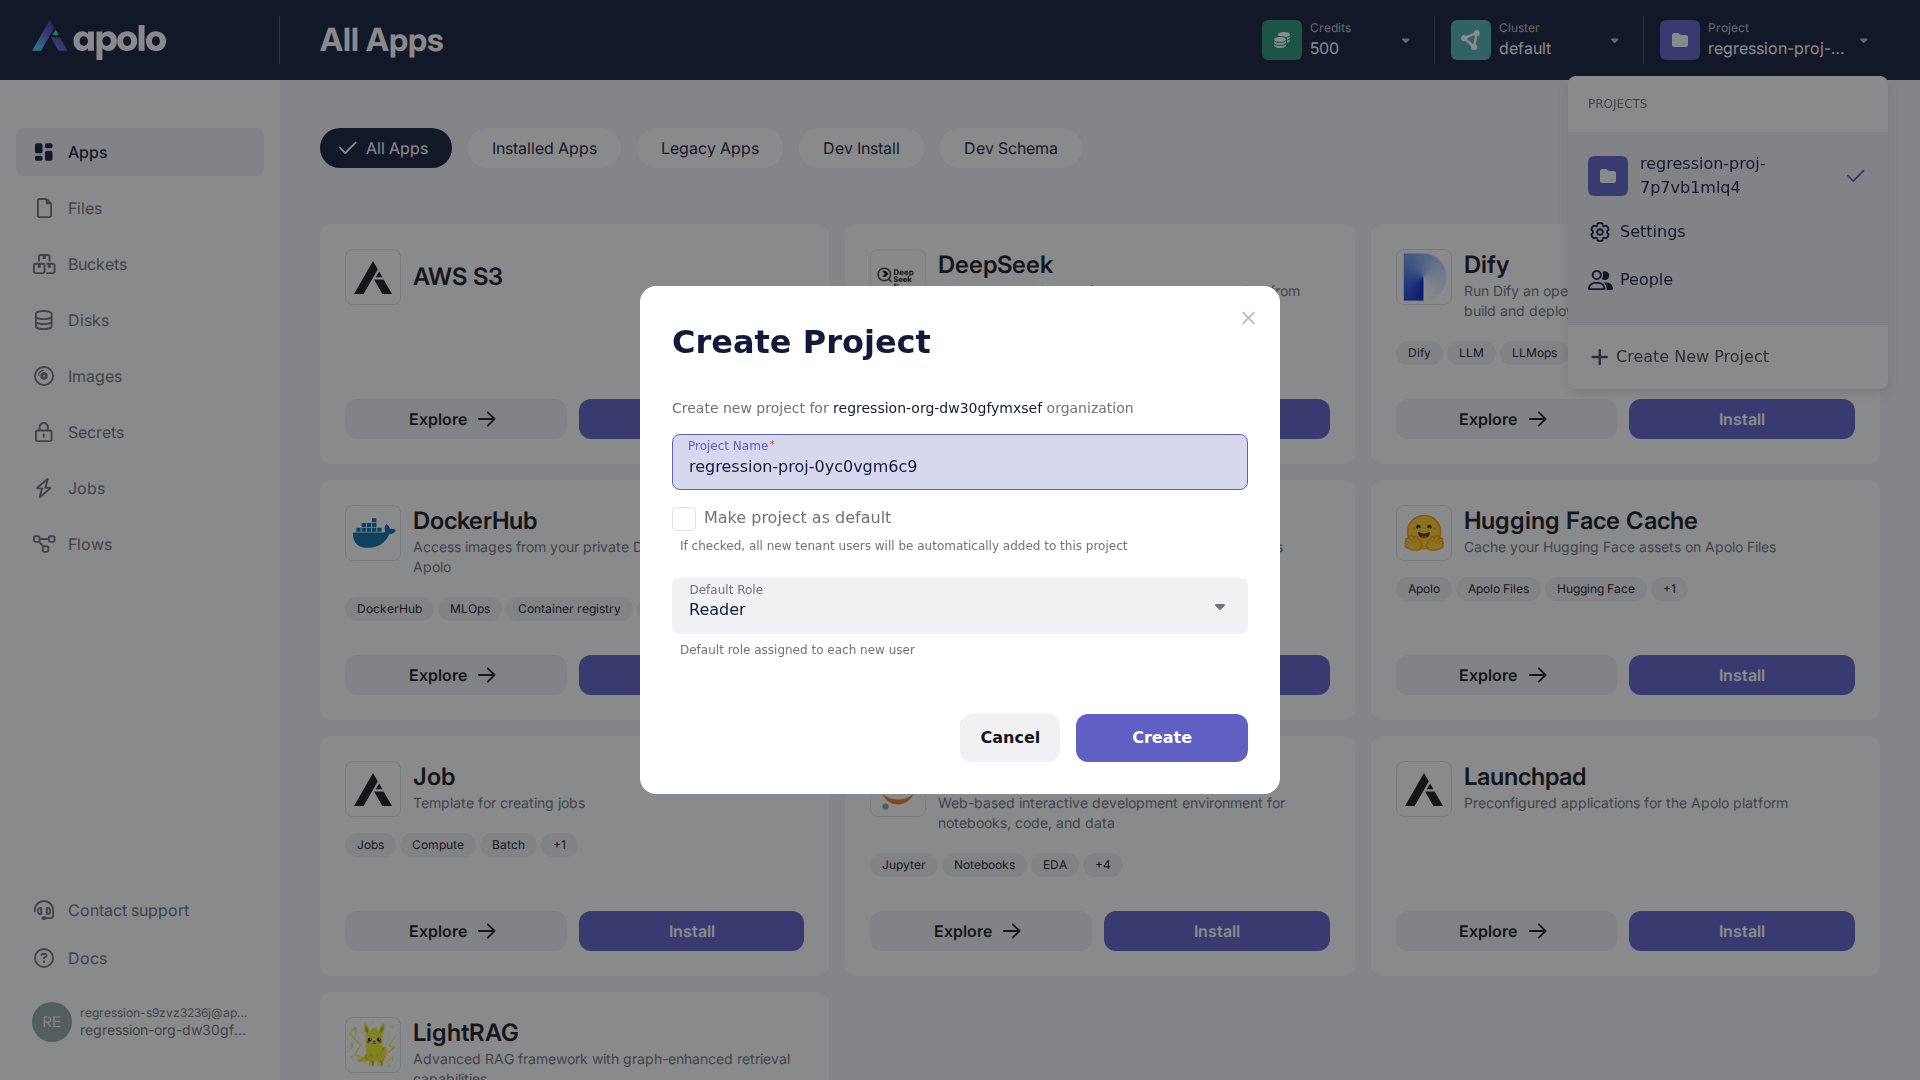 apolo
All Apps
Credits
500
Cluster
default
Project
regression-proj-...
PROJECTS
regression-proj-
7p7vb1mlq4
Settings
People
Create New Project
Apps
Files
Buckets
Disks
Images
Secrets
Jobs
Flows
Contact support
Docs
RE
regression-s9zvz3236j@ap...
regression-org-dw30gf...
All Apps
Installed Apps
Legacy Apps
Dev Install
Dev Schema
AWS S3
Explore
Deep
Seek
DeepSeek
from
Dify
Run Dify an ope
build and deploy
Dify
LLM
LLMops
Explore
Install
Create Project
Create new project for regression-org-dw30gfymxsef organization
Project Name*
regression-proj-0yc0vgm6c9
Make project as default
If checked, all new tenant users will be automatically added to this project
Default Role
Reader
Default role assigned to each new user
Cancel
Create
DockerHub
Access images from your private D
Apolo
DockerHub
MLOps
Container registry
Explore
s
Hugging Face Cache
Cache your Hugging Face assets on Apolo Files
Apolo
Apolo Files
Hugging Face
+1
Explore
Install
Job
Template for creating jobs
Jobs
Compute
Batch
+1
Explore
Install
Web-based interactive development environment for
notebooks, code, and data
Jupyter
Notebooks
EDA
+4
Explore
Install
Launchpad
Preconfigured applications for the Apolo platform
Explore
Install
LightRAG
Advanced RAG framework with graph-enhanced retrieval
capabilities